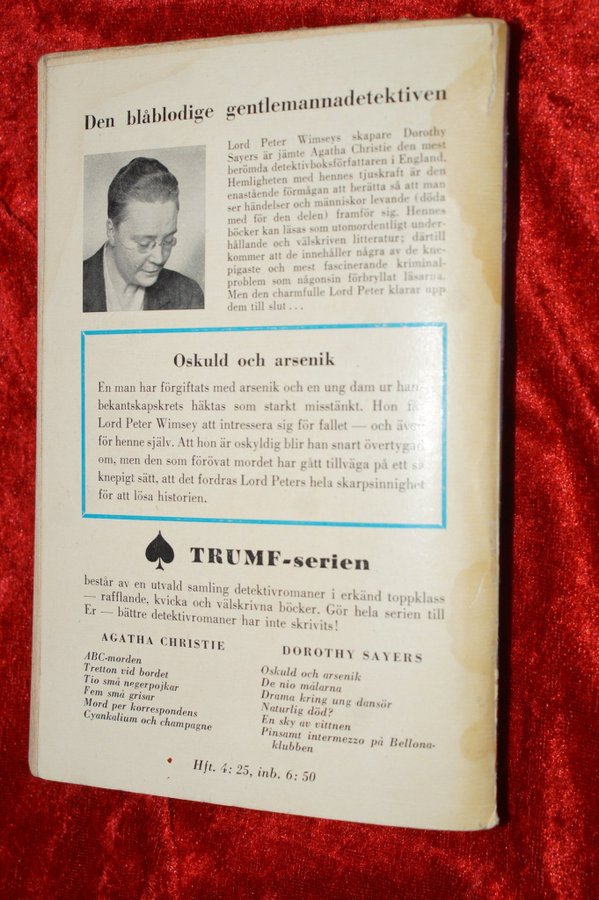 Den blåblodige gentlemannadetektiven
Lord Peter Wimseys skapare Dorothy
Sayers är jämte Agatha Christie den mest
berömda detektivboksförfattaren i England.
Hemligheten med hennes tjuskraft är den
enastående förmågan att berätta så att man
ser händelser och människor levande (döda
med för den delen) framför sig. Hennes
böcker kan läsas som utomordentligt under-
hållande och välskriven litteratur; därtill
kommer att de innehåller några av de kne-
pigaste och mest fascinerande kriminal-
problem som någonsin förbryllat läsarna.
Men den charmfulle Lord Peter klarar upp
dem till slut ...
Oskuld och arsenik
En man har förgiftats med arsenik och en ung dam ur hans
bekantskapskrets häktas som starkt misstänkt. Hon
Lord Peter Wimsey att intressera sig för fallet — och även
för henne själv. Att hon är oskyldig blir han snart övertygad
om, men den som förövat mordet har gått tillväga på ett så
knepigt sätt, att det fordras Lord Peters hela skarpsinnighet
för att lösa historien.
TRUMF-serien
består av en utvald samling detektivromaner i erkänd toppklass
— rafflande, kvicka och välskrivna böcker. Gör hela serien till
Er — bättre detektivromaner har inte skrivits!
AGATHA CHRISTIE
ABC-morden
Tretton vid bordet
Tio små negerpojkar
Fem små grisar
Mord per korrespondens
Cyankalium och champagne
DOROTHY SAYERS
Oskuld och arsenik
De nio målarna
Drama kring ung dansör
Naturlig död?
En sky av vittnen
Pinsamt intermezzo på Bellona-
klubben
Hft. 4: 25, inb. 6: 50